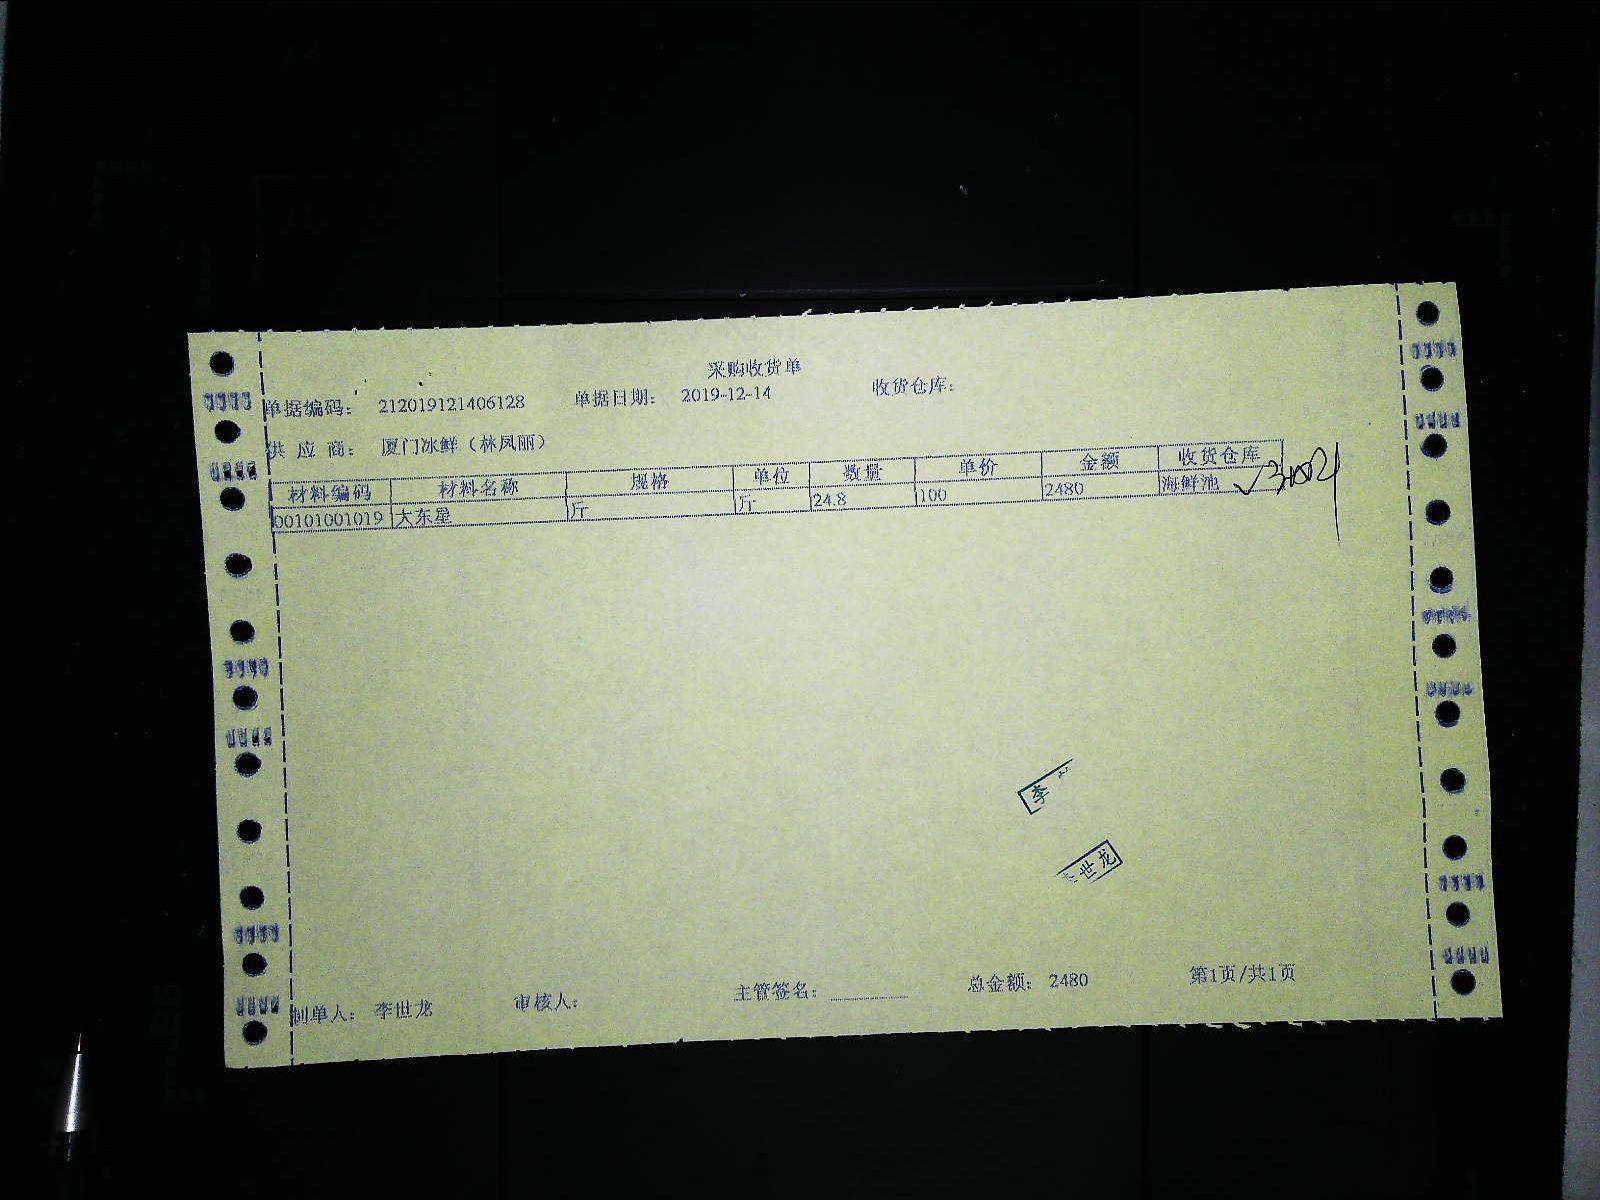 采购收货单
单据编码： 212019121406128 单据日期： 2019-12-14 收货仓库：
供 应 商： 厦门冰鲜（林凤丽）
材料编码 材料名称 规格 单位 数量 单价 金额 收货仓库
00101001019 大东星 斤 斤 24.8 100 2480 海鲜池
李
世龙
制单人： 李世龙 审核人： 主管签名： 总金额： 2480 第1页/共1页